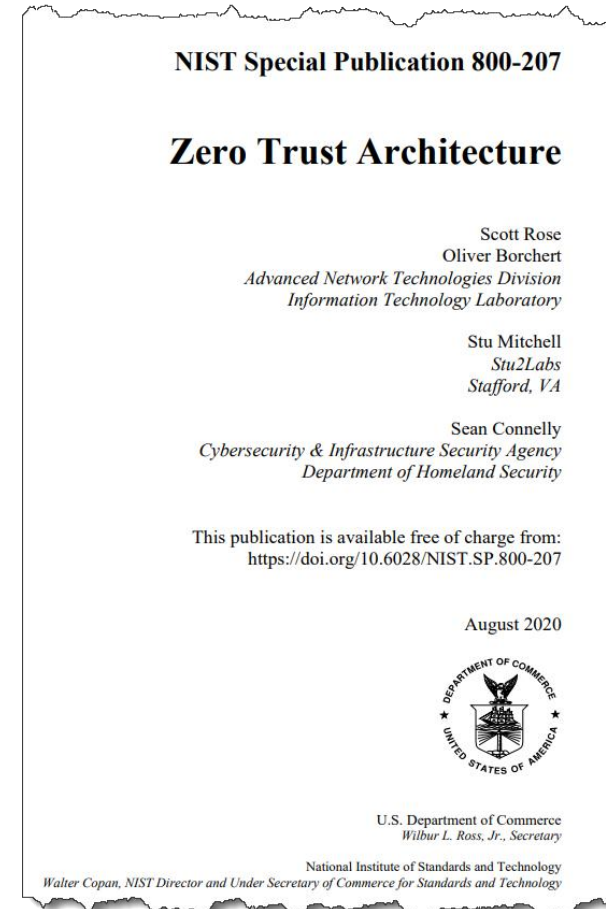 NIST Special Publication 800-207
Zero Trust Architecture
Scott Rose
Oliver Borchert
Advanced Network Technologies Division
Information Technology Laboratory
Stu Mitchell
Stu2Labs
Stafford, VA
Sean Connelly
Cybersecurity & Infrastructure Security Agency
Department of Homeland Security
This publication is available free of charge from:
https://doi.org/10.6028/NIST.SP.800-207
August 2020
DEPARTMENT OF COMMERCE
UNITED STATES OF AMERICA
U.S. Department of Commerce
Wilbur L. Ross, Jr., Secretary
National Institute of Standards and Technology
Walter Copan, NIST Director and Under Secretary of Commerce for Standards and Technology